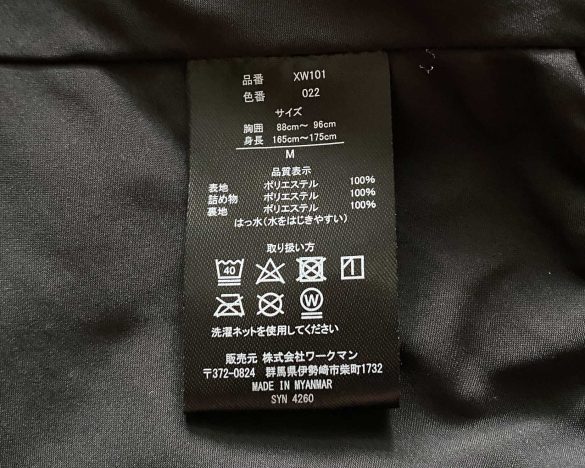 品番 XW101
色番 022
サイズ
胸囲 88cm～ 96cm
身長 165cm～175cm
M
品質表示
表地 ポリエステル 100%
詰め物 ポリエステル 100%
裏地 ポリエステル 100%
はっ水(水をはじきやすい)
取り扱い方
40
W
洗濯ネットを使用してください
販売元 株式会社ワークマン
〒372-0824 群馬県伊勢崎市柴町1732
MADE IN MYANMAR
SYN 4260